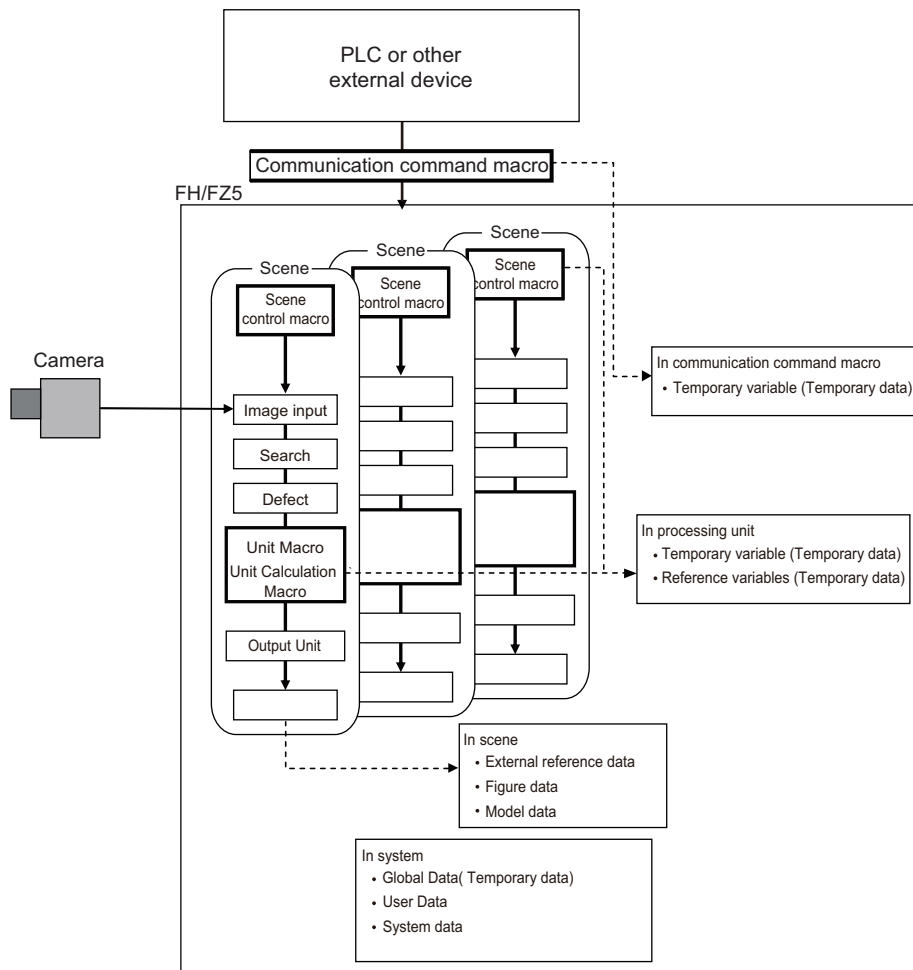 PLC or other
external device
Communication command macro
FH/FZ5
Scene
Scene
control macro
Scene
Scene
control macro
Scene
Scene
control macro
Camera
Image input
Search
Defect
Unit Macro
Unit Calculation
Macro
Output Unit
In communication command macro
• Temporary variable (Temporary data)
In processing unit
• Temporary variable (Temporary data)
• Reference variables (Temporary data)
In scene
• External reference data
• Figure data
• Model data
In system
• Global Data( Temporary data)
• User Data
• System data